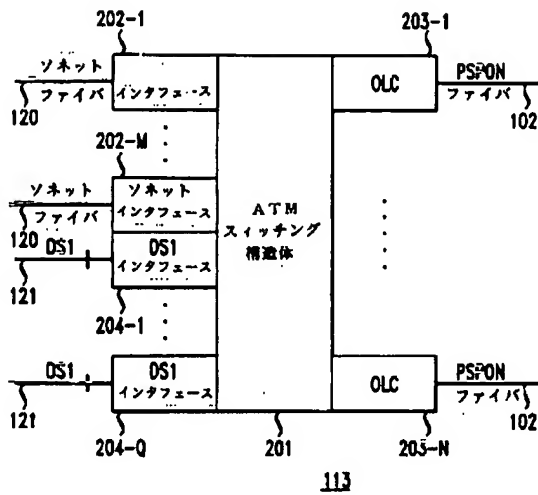 202-1
203-1
ソネット
ファイバ
120
インタフェース
OLC
PSPON
ファイバ
102
202-M
ソネット
ファイバ
120
ソネット
インタフェース
ATM
スィッチング
構造体
DS1
121
DS1
インタフェース
204-1
DS1
121
DS1
インタフェース
OLC
PSPON
ファイバ
102
204-Q
201
203-N
113